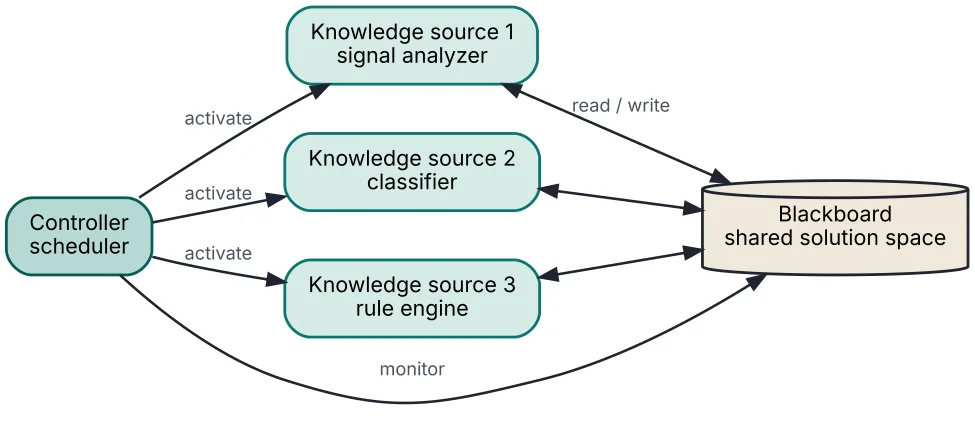 Knowledge source 1
signal analyzer
activate
read / write
Knowledge source 2
classifier
activate
Controller
scheduler
Blackboard
shared solution space
activate
Knowledge source 3
rule engine
monitor